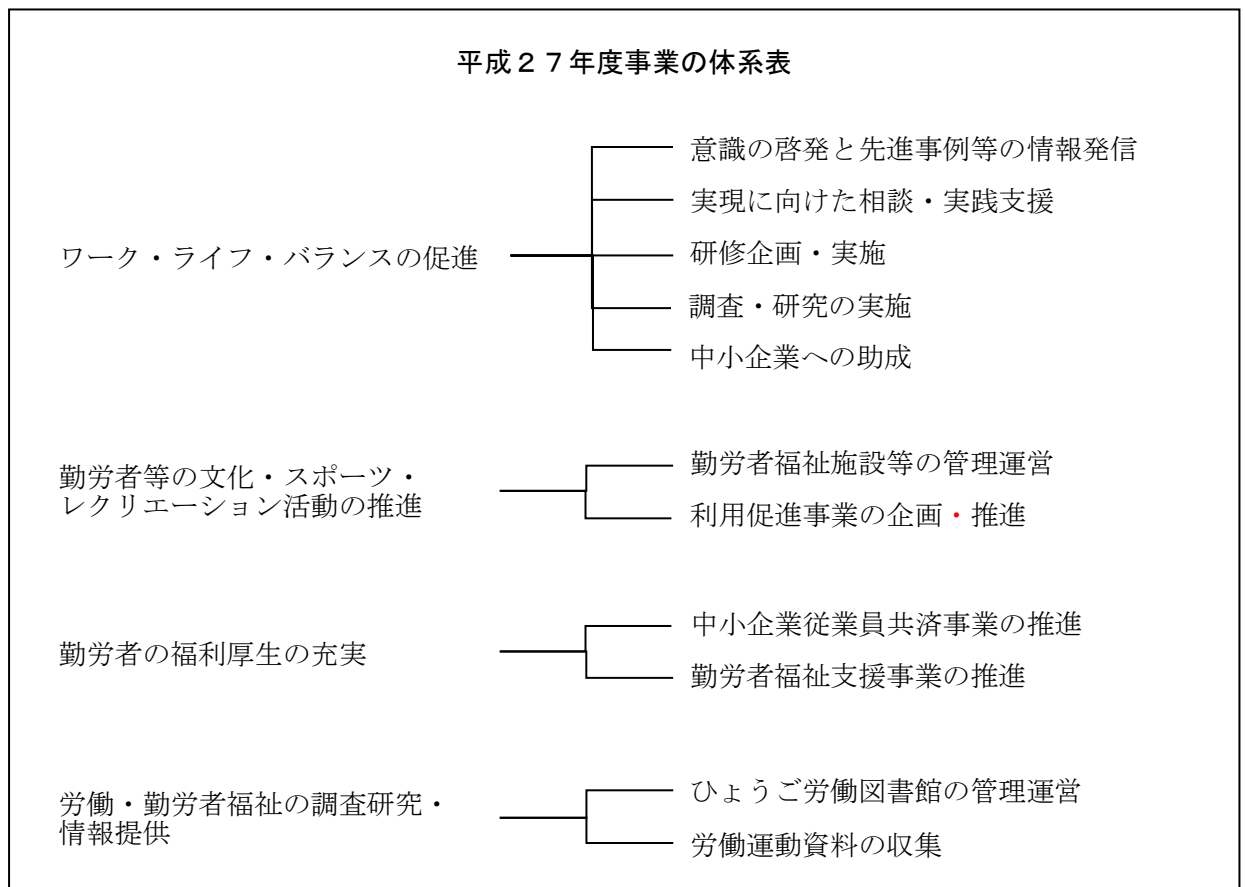 平成２７年度事業の体系表
意識の啓発と先進事例等の情報発信
実現に向けた相談・実践支援
ワーク・ライフ・バランスの促進
研修企画・実施
調査・研究の実施
中小企業への助成
勤労者等の文化・スポーツ・
レクリエーション活動の推進
勤労者福祉施設等の管理運営
利用促進事業の企画・推進
勤労者の福利厚生の充実
中小企業従業員共済事業の推進
勤労者福祉支援事業の推進
労働・勤労者福祉の調査研究・
情報提供
ひょうご労働図書館の管理運営
労働運動資料の収集